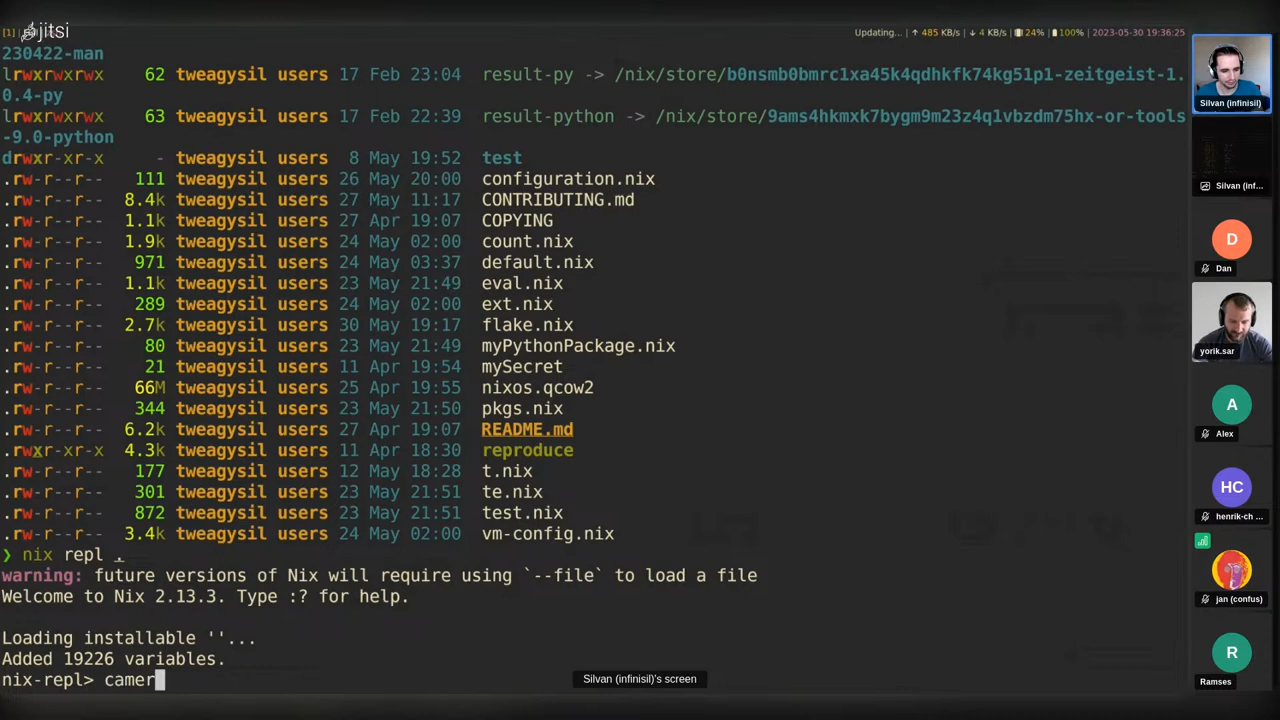 [1]
jitsi
Updating... | ↑ 485 KB/s | ↓ 4 KB/s | 24% | 100% | 2023-05-30 19:36:25
230422-man
lrwxrwxrwx 62 tweagysil users 17 Feb 23:04 result-py -> /nix/store/b0nsmb0bmrc1xa45k4qdhkfk74kg51p1-zeitgeist-1.
0.4-py
lrwxrwxrwx 63 tweagysil users 17 Feb 22:39 result-python -> /nix/store/9ams4hkmxk7bygm9m23z4q1vbzdm75hx-or-tools
-9.0-python
drwxr-xr-x - tweagysil users 8 May 19:52 test
.rw-r--r-- 111 tweagysil users 26 May 20:00 configuration.nix
.rw-r--r-- 8.4k tweagysil users 27 May 11:17 CONTRIBUTING.md
.rw-r--r-- 1.1k tweagysil users 27 Apr 19:07 COPYING
.rw-r--r-- 1.9k tweagysil users 24 May 02:00 count.nix
.rw-r--r-- 971 tweagysil users 24 May 03:37 default.nix
.rw-r--r-- 1.1k tweagysil users 23 May 21:49 eval.nix
.rw-r--r-- 289 tweagysil users 24 May 02:00 ext.nix
.rw-r--r-- 2.7k tweagysil users 30 May 19:17 flake.nix
.rw-r--r-- 80 tweagysil users 23 May 21:49 myPythonPackage.nix
.rw-r--r-- 21 tweagysil users 11 Apr 19:54 mySecret
.rw-r--r-- 66M tweagysil users 25 Apr 19:55 nixos.qcow2
.rw-r--r-- 344 tweagysil users 23 May 21:50 pkgs.nix
.rw-r--r-- 6.2k tweagysil users 27 Apr 19:07 README.md
.rwxr-xr-x 4.3k tweagysil users 11 Apr 18:30 reproduce
.rw-r--r-- 177 tweagysil users 12 May 18:28 t.nix
.rw-r--r-- 301 tweagysil users 23 May 21:51 te.nix
.rw-r--r-- 872 tweagysil users 23 May 21:51 test.nix
.rw-r--r-- 3.4k tweagysil users 24 May 02:00 vm-config.nix
❯ nix repl .
warning: future versions of Nix will require using `--file` to load a file
Welcome to Nix 2.13.3. Type :? for help.
Loading installable ''...
Added 19226 variables.
nix-repl> camer
Silvan (infinisil)'s screen
Silvan (infinisil)
Silvan (inf...
D
Dan
yorik.sar
A
Alex
HC
henrik-ch ...
jan (confus)
R
Ramses